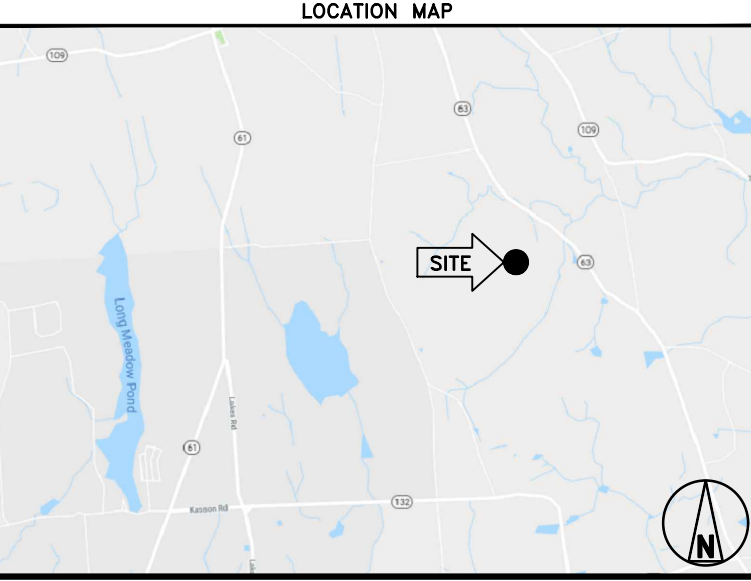 LOCATION MAP
109
63
109
61
SITE
63
Long Meadow Pond
Lakes Rd
61
132
Kasson Rd
N